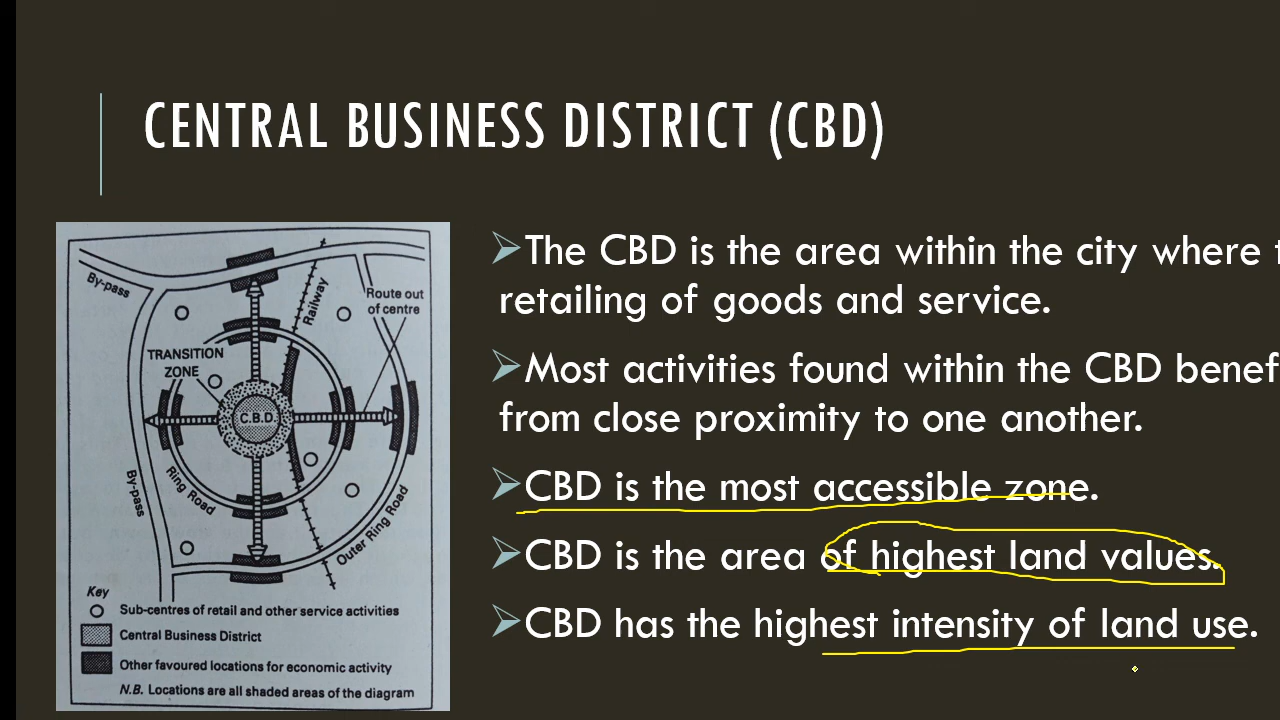 CENTRAL BUSINESS DISTRICT (CBD)
By-pass
Railway
Route out
of centre
TRANSITION
ZONE
C.B.D.
By-pass
Ring Road
Outer Ring Road
Key
Sub-centres of retail and other service activities
Central Business District
Other favoured locations for economic activity
N.B. Locations are all shaded areas of the diagram
➢The CBD is the area within the city where
retailing of goods and service.
➢Most activities found within the CBD
from close proximity to one another.
➢CBD is the most accessible zone.
➢CBD is the area of highest land values.
➢CBD has the highest intensity of land use.